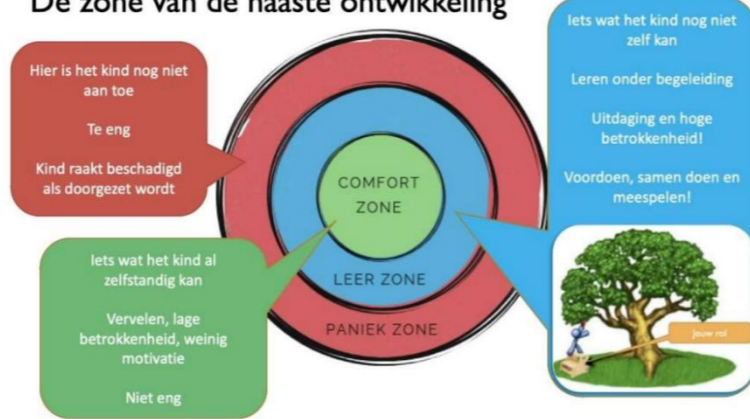 De zone van de naaste ontwikkeling
Hier is het kind nog niet
aan toe
Te eng
Kind raakt beschadigd
als doorgezet wordt
Iets wat het kind al
zelfstandig kan
Vervelen, lage
betrokkenheid, weinig
motivatie
Niet eng
COMFORT
ZONE
LEER ZONE
PANIEK ZONE
Iets wat het kind nog niet
zelf kan
Leren onder begeleiding
Uitdaging en hoge
betrokkenheid!
Voordoen, samen doen en
meespelen!
Jouw rol